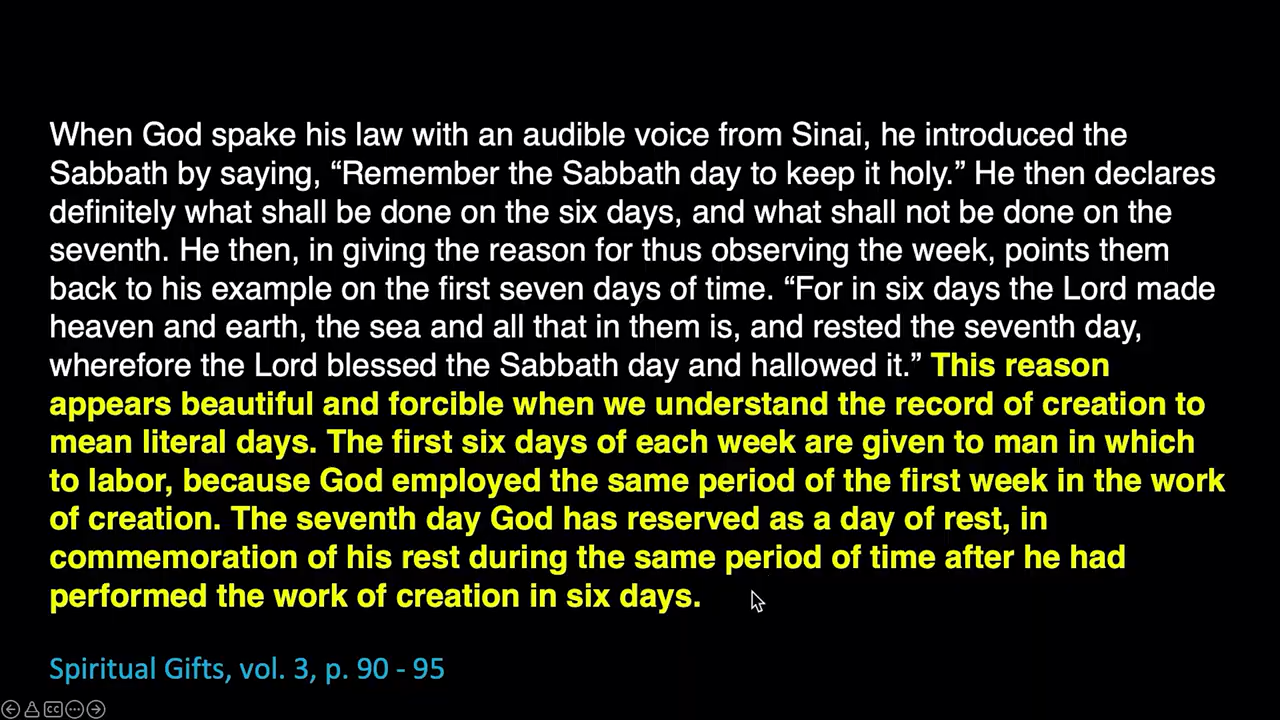 When God spake his law with an audible voice from Sinai, he introduced the
Sabbath by saying, “Remember the Sabbath day to keep it holy.” He then declares
definitely what shall be done on the six days, and what shall not be done on the
seventh. He then, in giving the reason for thus observing the week, points them
back to his example on the first seven days of time. “For in six days the Lord made
heaven and earth, the sea and all that in them is, and rested the seventh day,
wherefore the Lord blessed the Sabbath day and hallowed it.” This reason
appears beautiful and forcible when we understand the record of creation to
mean literal days. The first six days of each week are given to man in which
to labor, because God employed the same period of the first week in the work
of creation. The seventh day God has reserved as a day of rest, in
commemoration of his rest during the same period of time after he had
performed the work of creation in six days.
Spiritual Gifts, vol. 3, p. 90 - 95
CC